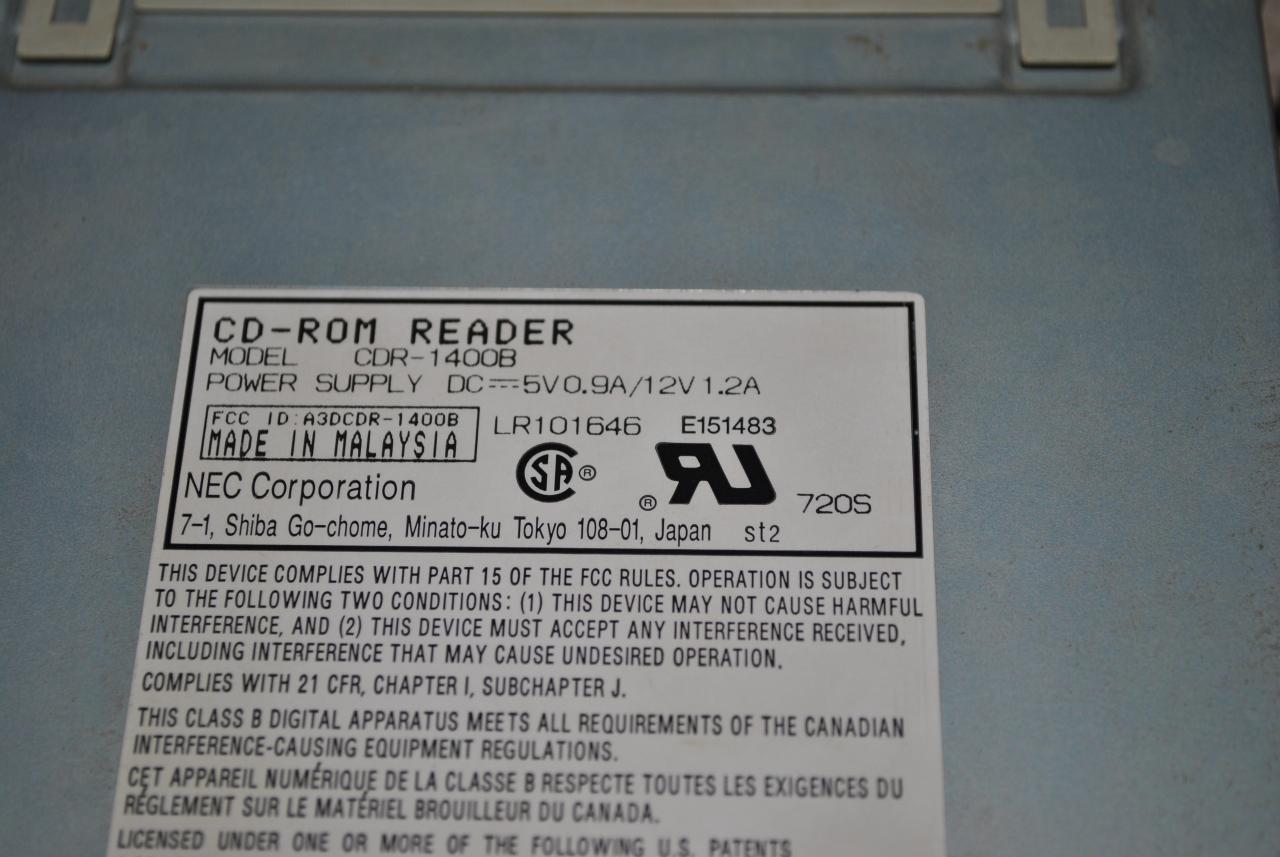 CD-ROM READER
MODEL CDR-1400B
POWER SUPPLY DC⎓5V0.9A/12V1.2A
FCC ID:A3DCDR-1400B
MADE IN MALAYSIA
LR101646 E151483
SA®
® RU
720S
NEC Corporation
7-1, Shiba Go-chome, Minato-ku Tokyo 108-01, Japan st2
THIS DEVICE COMPLIES WITH PART 15 OF THE FCC RULES. OPERATION IS SUBJECT
TO THE FOLLOWING TWO CONDITIONS: (1) THIS DEVICE MAY NOT CAUSE HARMFUL
INTERFERENCE, AND (2) THIS DEVICE MUST ACCEPT ANY INTERFERENCE RECEIVED,
INCLUDING INTERFERENCE THAT MAY CAUSE UNDESIRED OPERATION.
COMPLIES WITH 21 CFR, CHAPTER I, SUBCHAPTER J.
THIS CLASS B DIGITAL APPARATUS MEETS ALL REQUIREMENTS OF THE CANADIAN
INTERFERENCE-CAUSING EQUIPMENT REGULATIONS.
CET APPAREIL NUMÉRIQUE DE LA CLASSE B RESPECTE TOUTES LES EXIGENCES DU
RÉGLEMENT SUR LE MATÉRIEL BROUILLEUR DU CANADA.
LICENSED UNDER ONE OR MORE OF THE FOLLOWING U.S. PATENTS